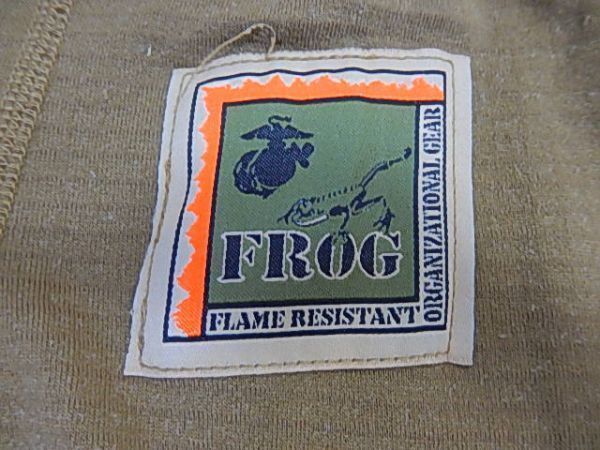 FROG
FLAME RESISTANT
ORGANIZATIONAL GEAR